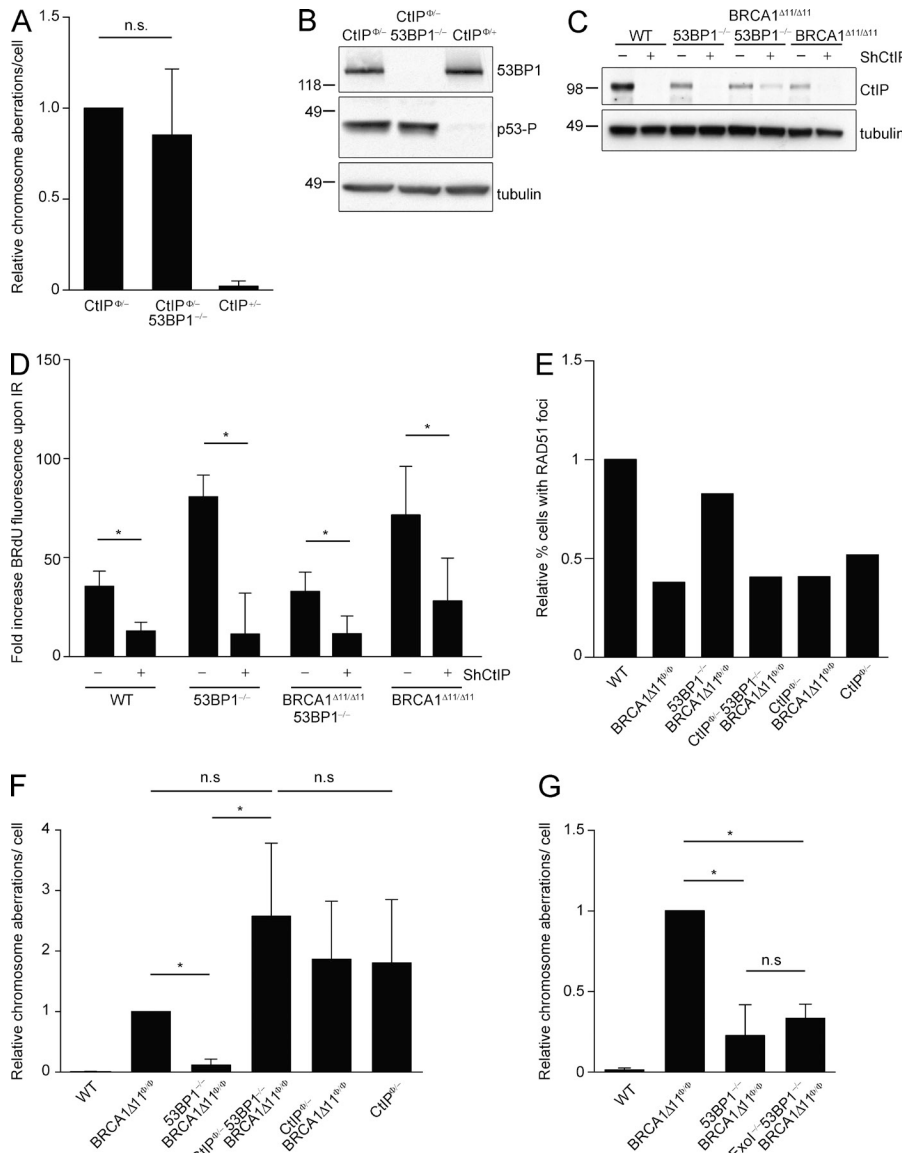 A
n.s.
Relative chromosome aberrations/cell
1.0
0.5
0
CtIPΦ/–
CtIPΦ/–
53BP1–/–
CtIP+/–
B
CtIPΦ/–
CtIPΦ/– 53BP1–/– CtIPΦ/+
118
53BP1
49
p53-P
49
tubulin
C
BRCA1Δ11/Δ11
WT 53BP1–/– 53BP1–/– BRCA1Δ11/Δ11
– + – + – + – + ShCtIP
98
CtIP
49
tubulin
D
Fold increase BRdU fluorescence upon IR
150
100
50
0
* * * *
– + – + – + – + ShCtIP
WT 53BP1–/– BRCA1Δ11/Δ11 BRCA1Δ11/Δ11
53BP1–/–
E
Relative % cells with RAD51 foci
1.5
1
0.5
0
WT
BRCA1Δ11Φ/Φ
53BP1–/–
BRCA1Δ11Φ/Φ
CtIPΦ/– 53BP1–/–
BRCA1Δ11Φ/Φ
CtIPΦ/–
BRCA1Δ11Φ/Φ
CtIPΦ/–
F
Relative chromosome aberrations/ cell
4
2
1
0
n.s n.s
*
*
WT
BRCA1Δ11Φ/Φ
53BP1–/–
BRCA1Δ11Φ/Φ
CtIPΦ/– 53BP1–/–
BRCA1Δ11Φ/Φ
CtIPΦ/–
BRCA1Δ11Φ/Φ
CtIPΦ/–
G
Relative chromosome aberrations/ cell
1.5
1
0.5
0
*
*
n.s
WT
BRCA1Δ11Φ/Φ
53BP1–/–
BRCA1Δ11Φ/Φ
ExoI–/– 53BP1–/–
BRCA1Δ11Φ/Φ